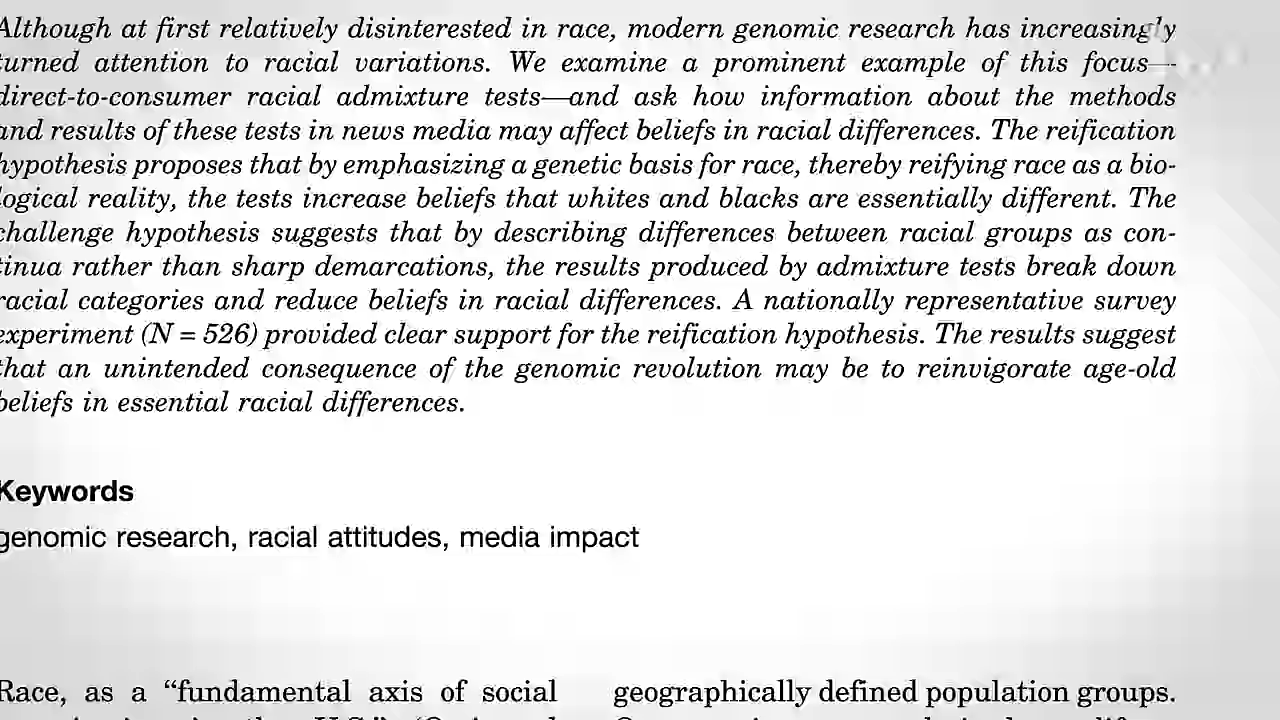 Although at first relatively disinterested in race, modern genomic research has increasingly
turned attention to racial variations. We examine a prominent example of this focus—
direct-to-consumer racial admixture tests—and ask how information about the methods
and results of these tests in news media may affect beliefs in racial differences. The reification
hypothesis proposes that by emphasizing a genetic basis for race, thereby reifying race as a bio-
logical reality, the tests increase beliefs that whites and blacks are essentially different. The
challenge hypothesis suggests that by describing differences between racial groups as con-
tinua rather than sharp demarcations, the results produced by admixture tests break down
racial categories and reduce beliefs in racial differences. A nationally representative survey
experiment (N = 526) provided clear support for the reification hypothesis. The results suggest
that an unintended consequence of the genomic revolution may be to reinvigorate age-old
beliefs in essential racial differences.
Keywords
genomic research, racial attitudes, media impact
Race, as a “fundamental axis of social
geographically defined population groups.